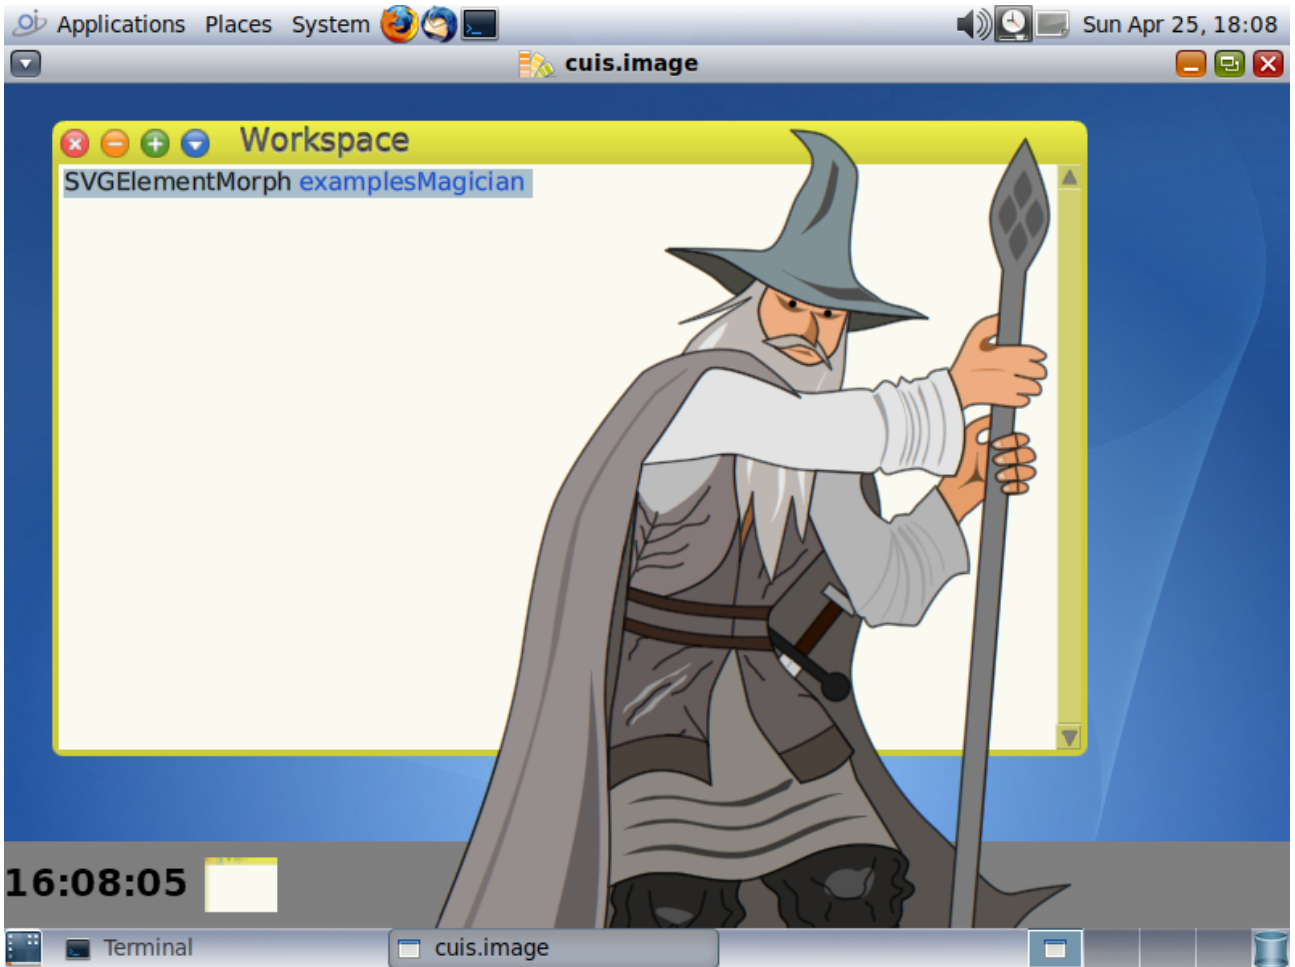 Applications Places System Sun Apr 25, 18:08
cuis.image
Workspace
SVGElementMorph examplesMagician
16:08:05
Terminal cuis.image